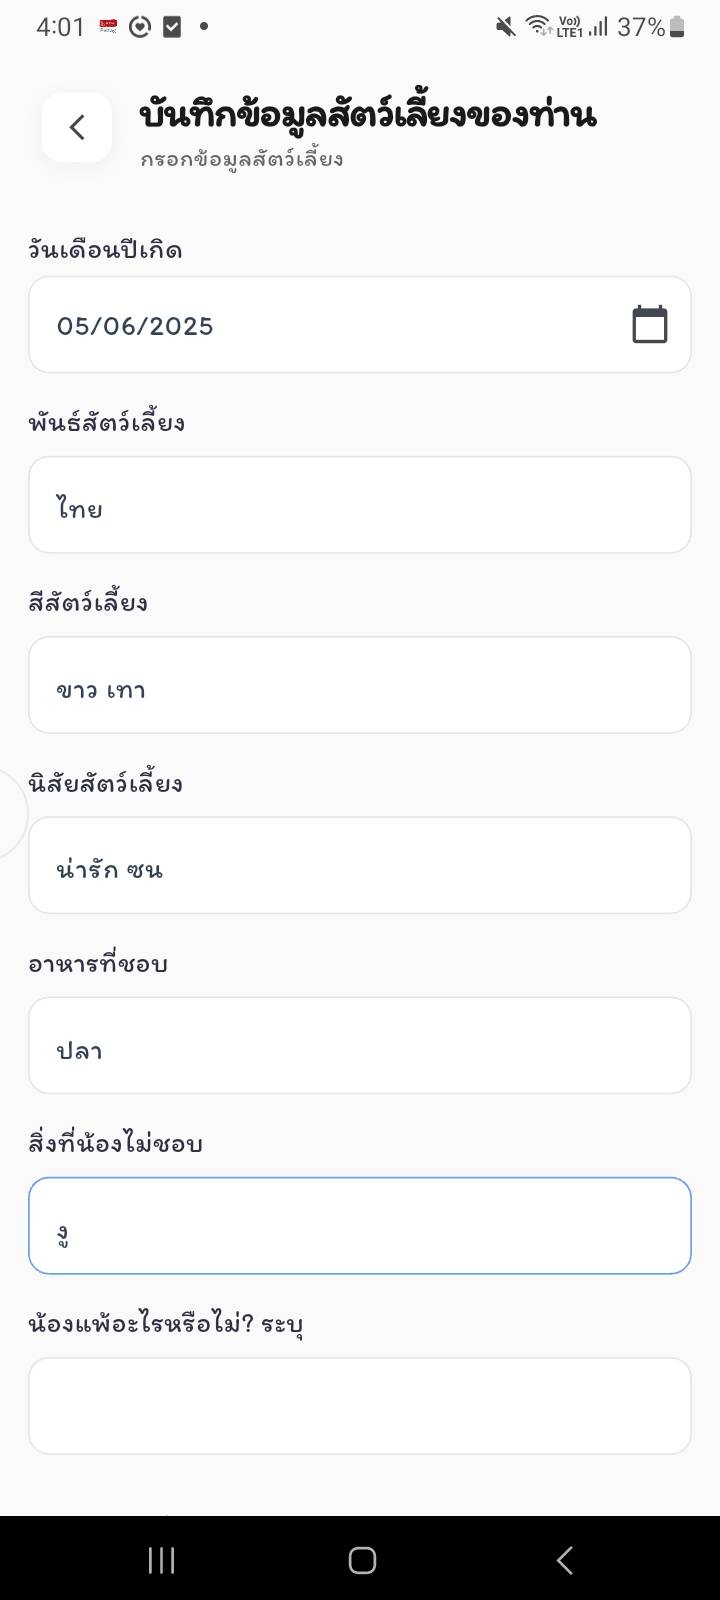 4:01
Vo)) LTE1 37%
บันทึกข้อมูลสัตว์เลี้ยงของท่าน
กรอกข้อมูลสัตว์เลี้ยง
วันเดือนปีเกิด
05/06/2025
พันธ์สัตว์เลี้ยง
ไทย
สีสัตว์เลี้ยง
ขาว เทา
นิสัยสัตว์เลี้ยง
น่ารัก ซน
อาหารที่ชอบ
ปลา
สิ่งที่น้องไม่ชอบ
งู
น้องแพ้อะไรหรือไม่? ระบุ